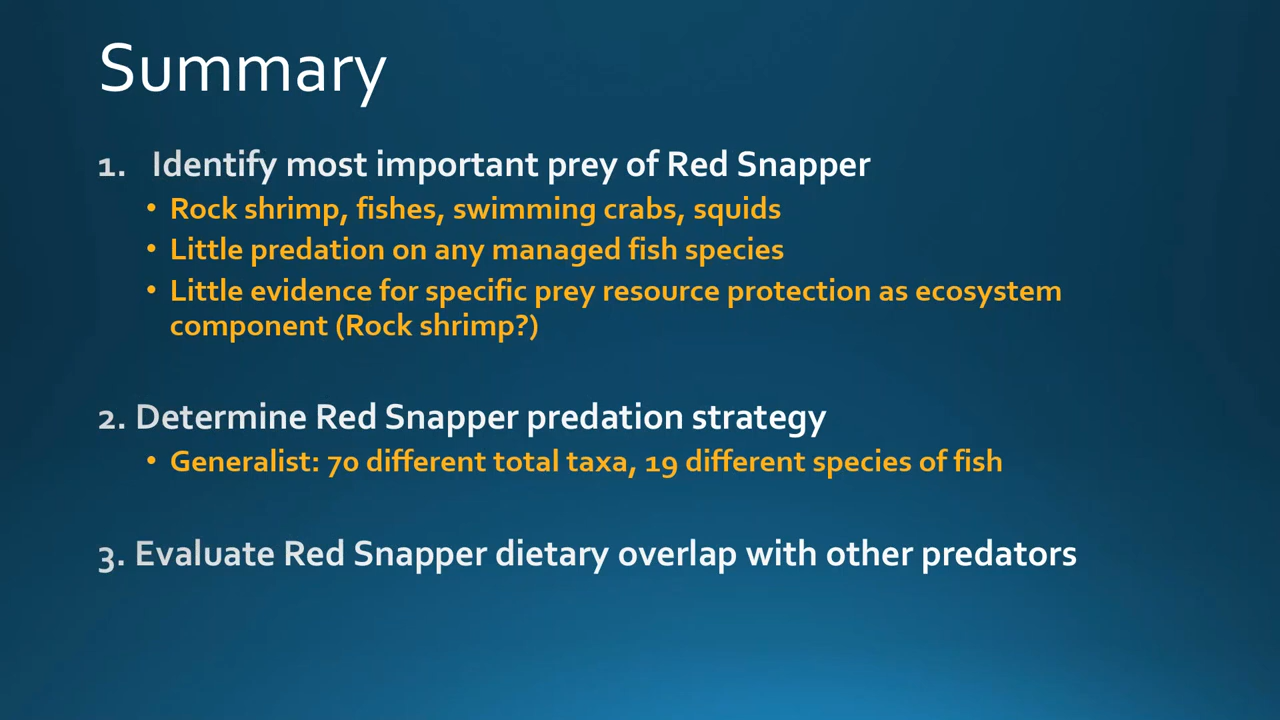 Summary
1. Identify most important prey of Red Snapper
• Rock shrimp, fishes, swimming crabs, squids
• Little predation on any managed fish species
• Little evidence for specific prey resource protection as ecosystem
component (Rock shrimp?)
2. Determine Red Snapper predation strategy
• Generalist: 70 different total taxa, 19 different species of fish
3. Evaluate Red Snapper dietary overlap with other predators